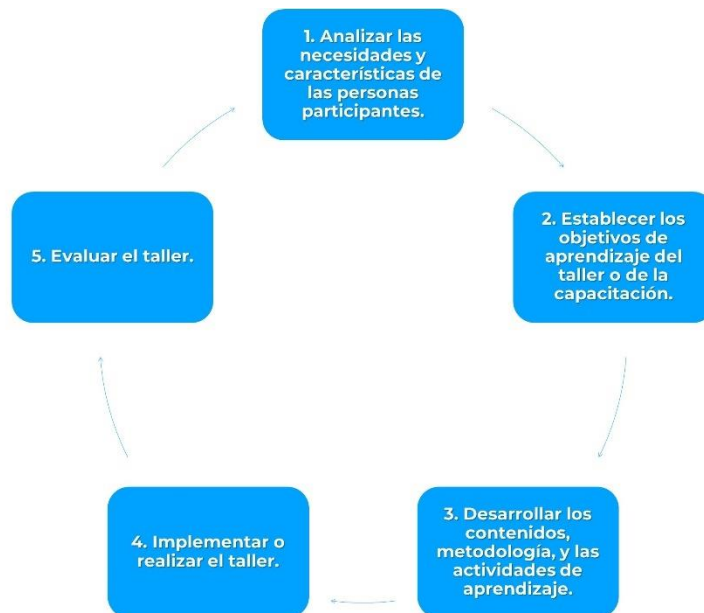 1. Analizar las
necesidades y
características de
las personas
participantes.
2. Establecer los
objetivos de
aprendizaje del
taller o de la
capacitación.
3. Desarrollar los
contenidos,
metodología, y las
actividades de
aprendizaje.
4. Implementar o
realizar el taller.
5. Evaluar el taller.